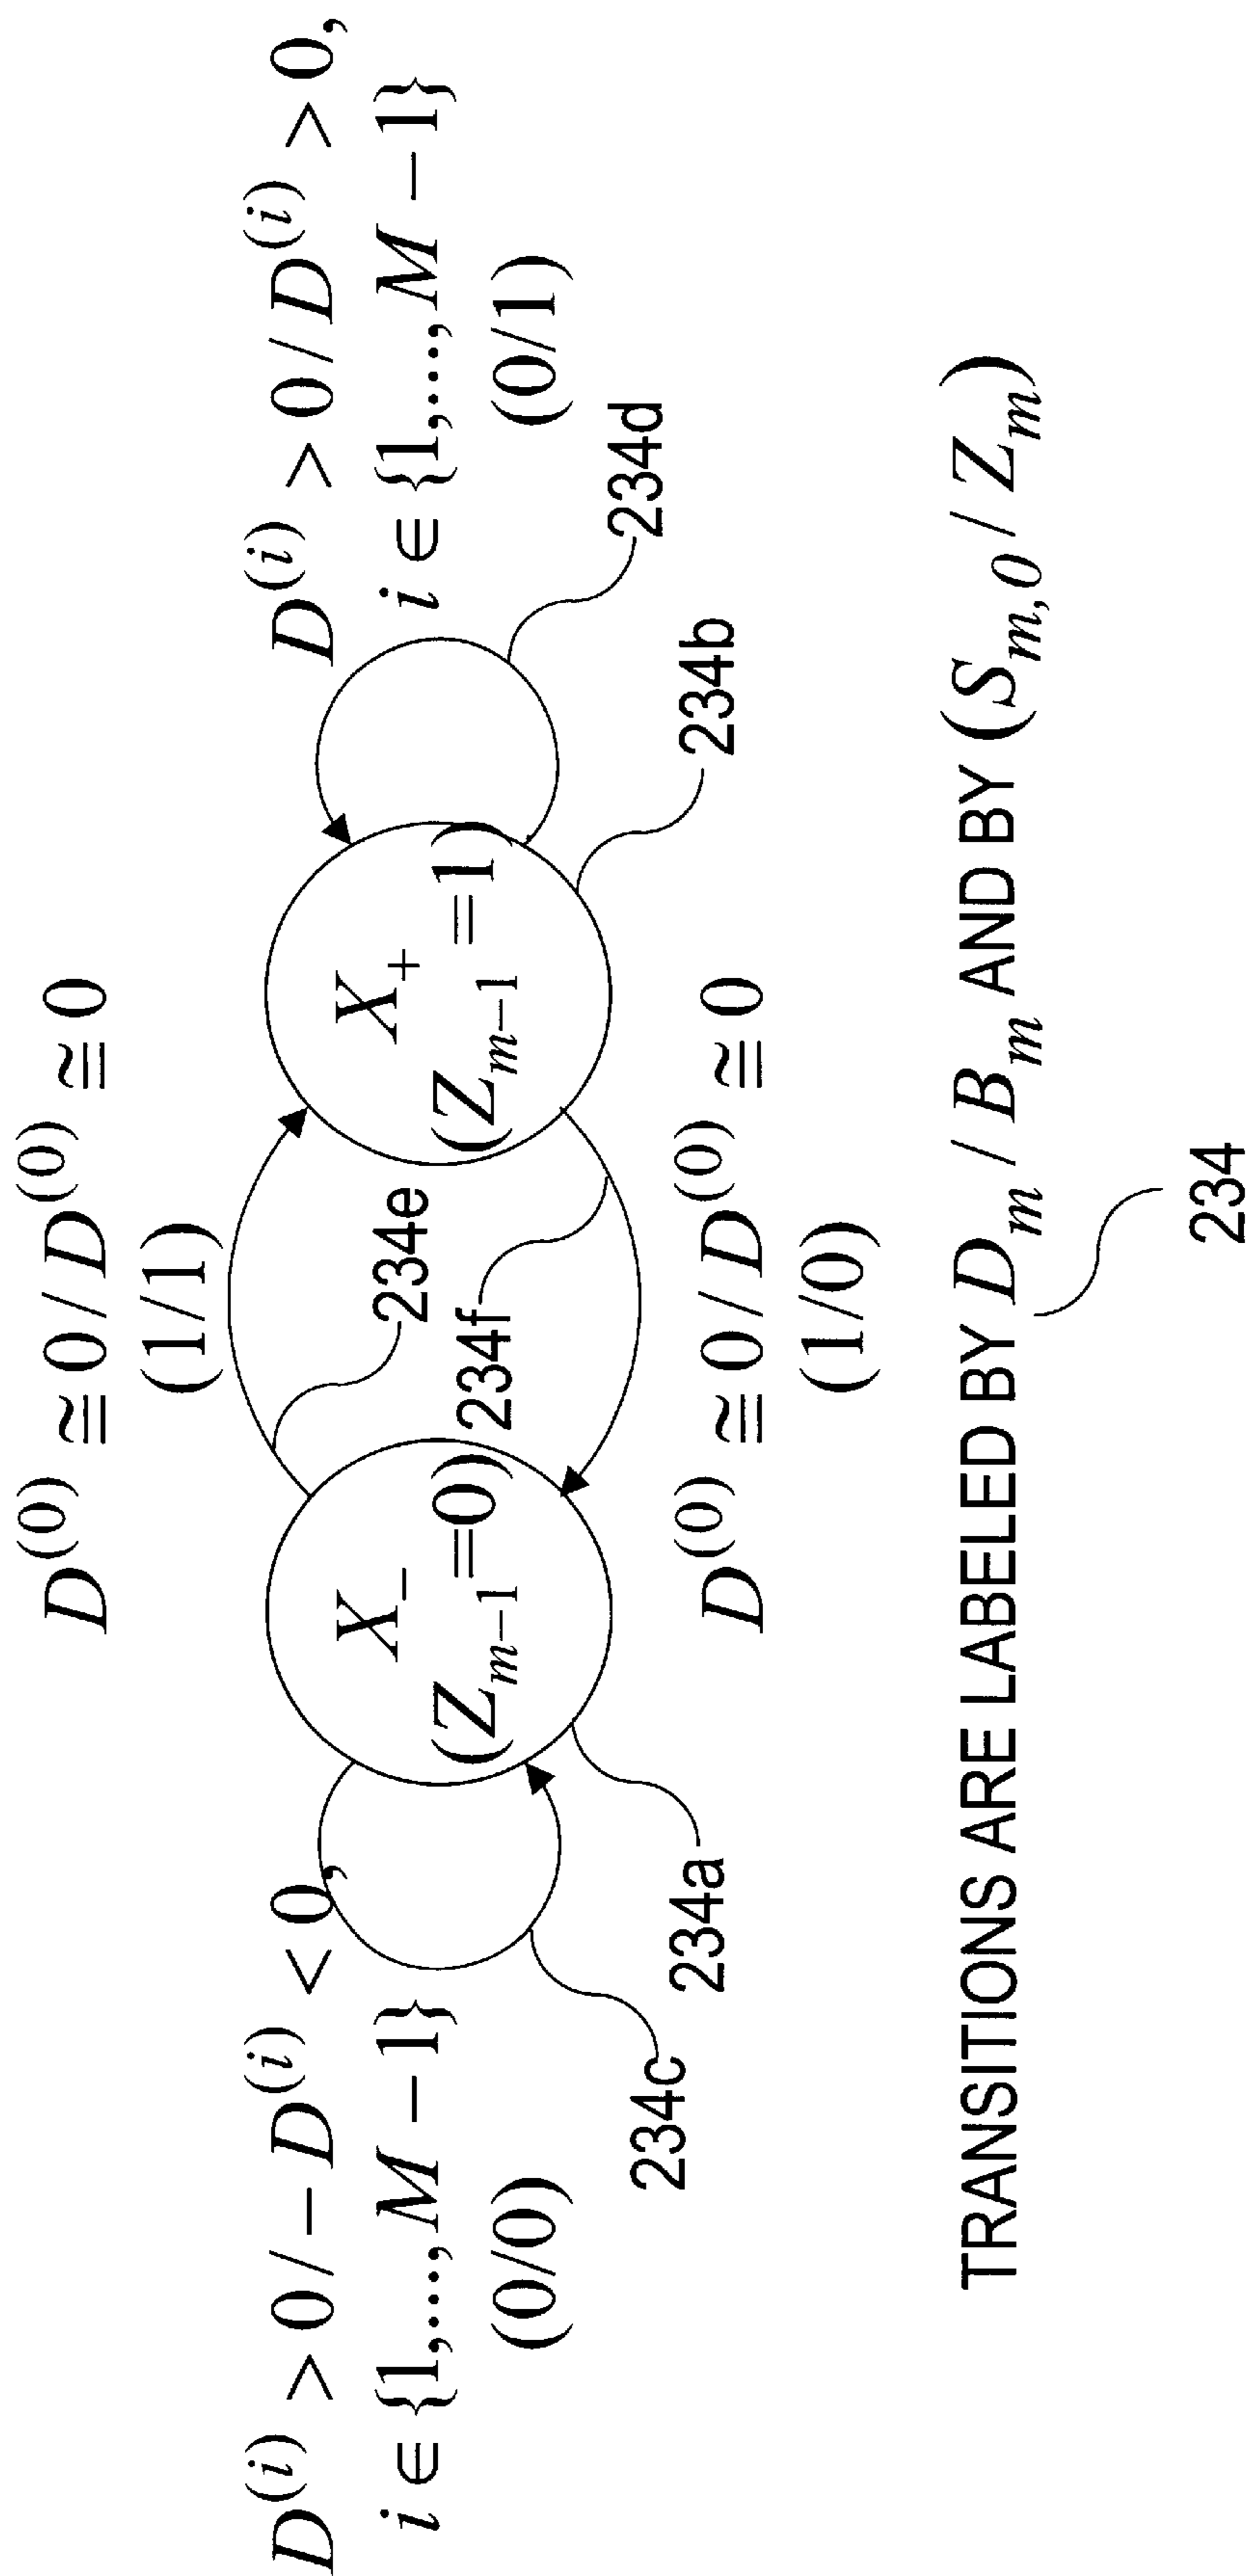 D^(0) ≅ 0 / D^(0) ≅ 0
(1/1)
D^(i) > 0 / − D^(i) < 0,
i ∈ {1,...., M − 1}
(0/0)
D^(i) > 0 / D^(i) > 0,
i ∈ {1,...., M − 1}
(0/1)
X_−
(Z_{m−1}=0)
X_+
(Z_{m−1} = 1)
234e
234f
234c
234a
234b
234d
D^(0) ≅ 0 / D^(0) ≅ 0
(1/0)
TRANSITIONS ARE LABELED BY D_m / B_m AND BY (S_{m,0} / Z_m)
234